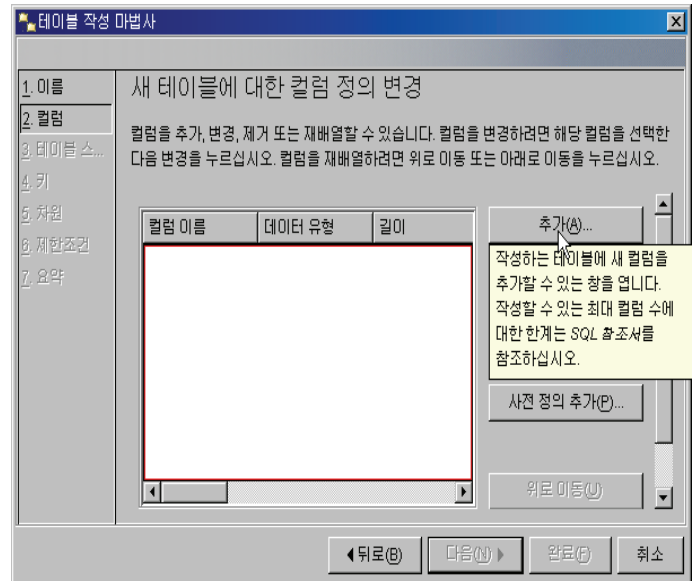 테이블 작성 마법사
1. 이름
2. 컬럼
3. 테이블 스...
4. 키
5. 차원
6. 제한조건
7. 요약
새 테이블에 대한 컬럼 정의 변경
컬럼을 추가, 변경, 제거 또는 재배열할 수 있습니다. 컬럼을 변경하려면 해당 컬럼을 선택한
다음 변경을 누르십시오. 컬럼을 재배열하려면 위로 이동 또는 아래로 이동을 누르십시오.
컬럼 이름 데이터 유형 길이
추가(A)...
작성하는 테이블에 새 컬럼을
추가할 수 있는 창을 엽니다.
작성할 수 있는 최대 컬럼 수에
대한 한계는 SQL 참조서를
참조하십시오.
사전 정의 추가(P)...
위로 이동(U)
뒤로(B) 다음(N) 완료(F) 취소